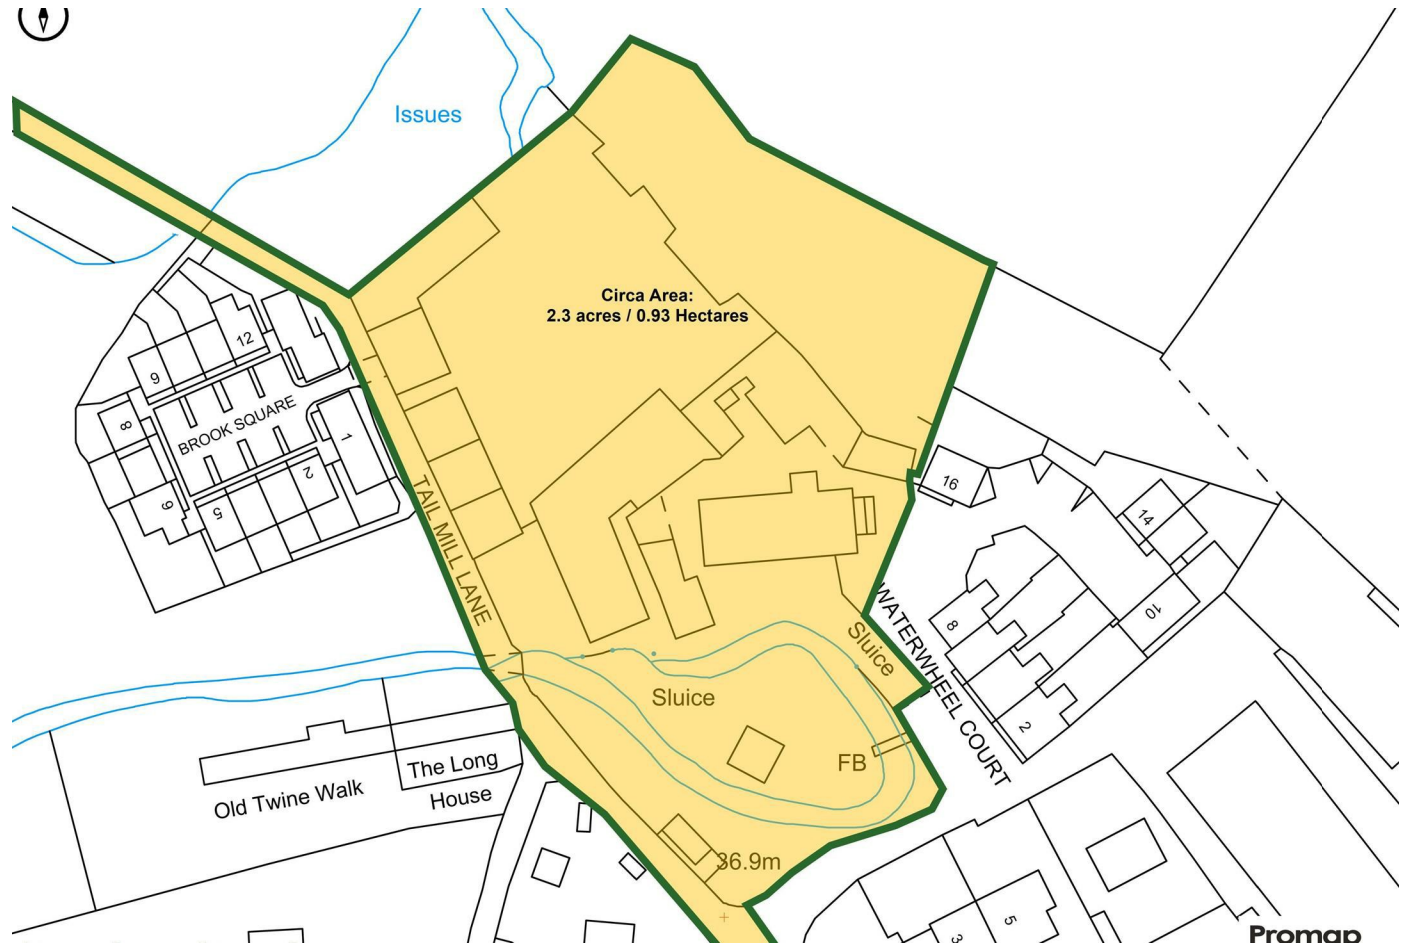 Issues
Circa Area:
2.3 acres / 0.93 Hectares
12
9
8
BROOK SQUARE
1
2
6
5
TAIL MILL LANE
16
14
10
8
2
WATERWHEEL COURT
Sluice
Sluice
FB
The Long
House
Old Twine Walk
36.9m
5
3
Promap